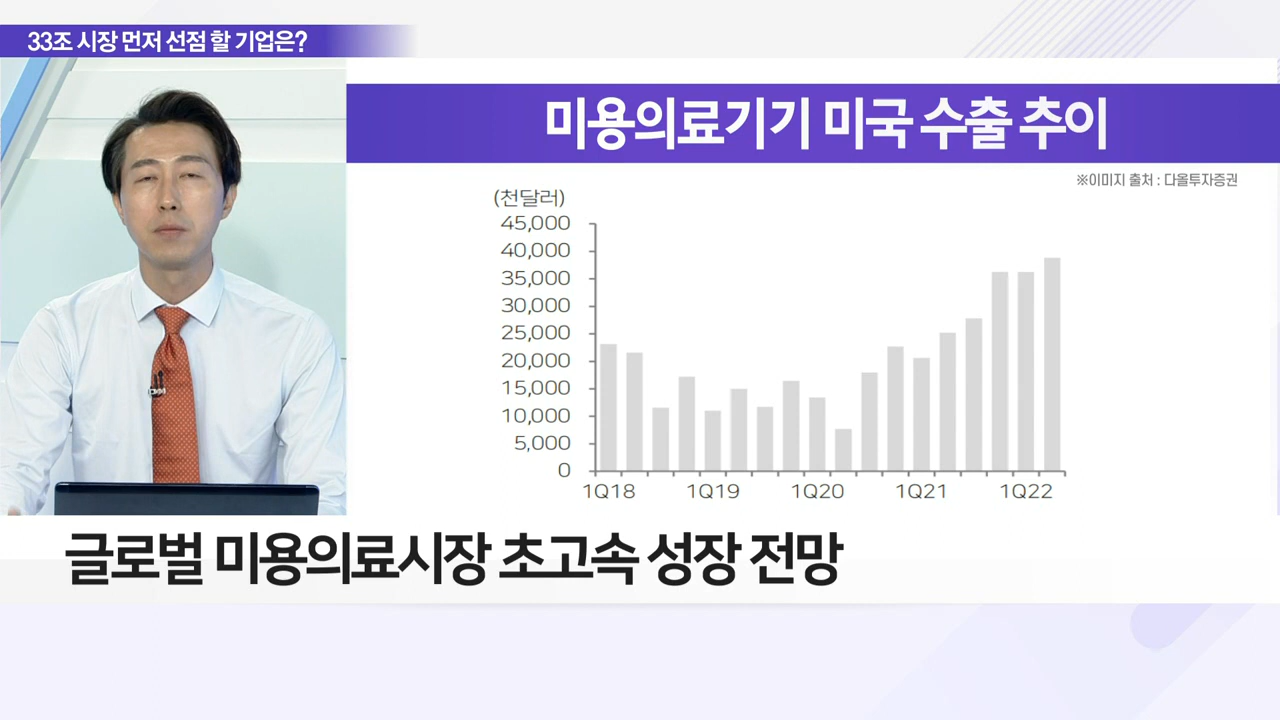 33조 시장 먼저 선점 할 기업은?
미용의료기기 미국 수출 추이
※이미지 출처 : 다올투자증권
(천달러)
45,000
40,000
35,000
30,000
25,000
20,000
15,000
10,000
5,000
0
1Q18 1Q19 1Q20 1Q21 1Q22
글로벌 미용의료시장 초고속 성장 전망